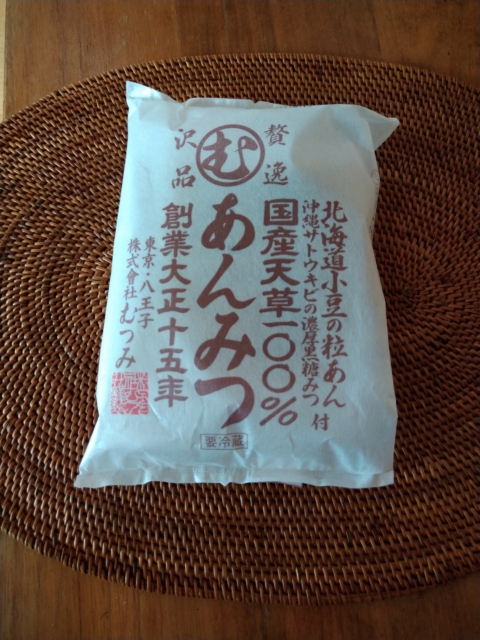 贅沢
逸品
む
北海道小豆の粒あん
沖縄サトウキビの濃厚黒糖みつ
付
国産天草一〇〇%
あんみつ
創業大正十五年
東京・八王子
株式會社むつみ
要冷蔵